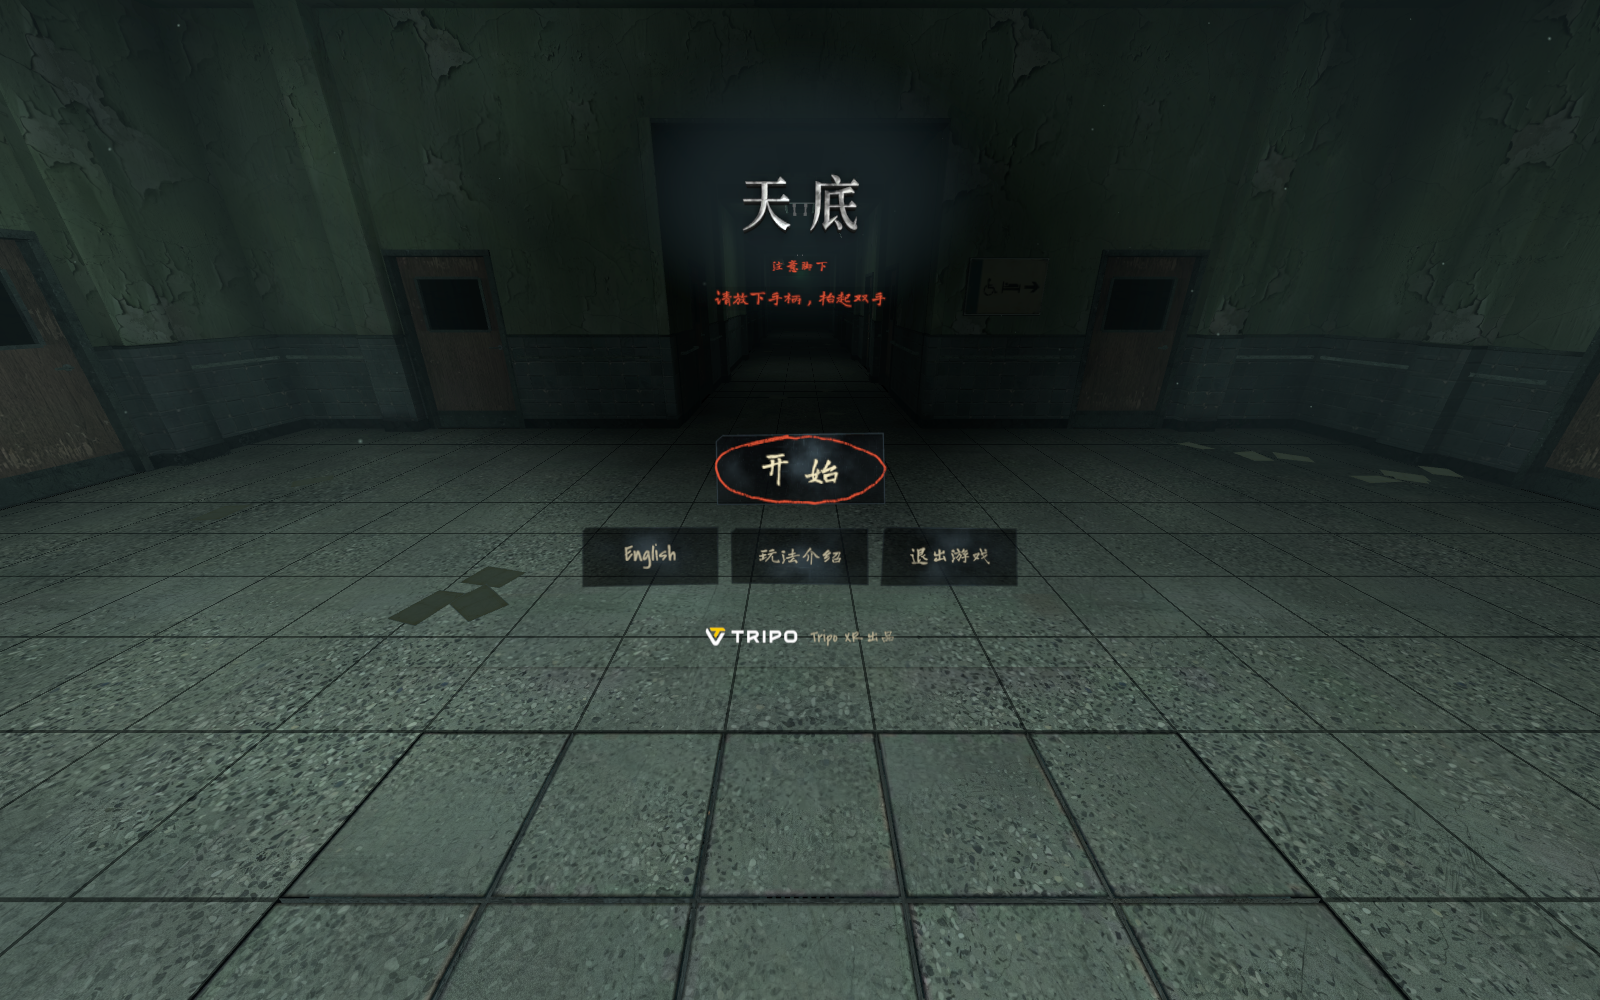 天底
注意脚下
请放下手柄，抬起双手
开始
English
玩法介绍
退出游戏
TRIPO Tripo XR 出品